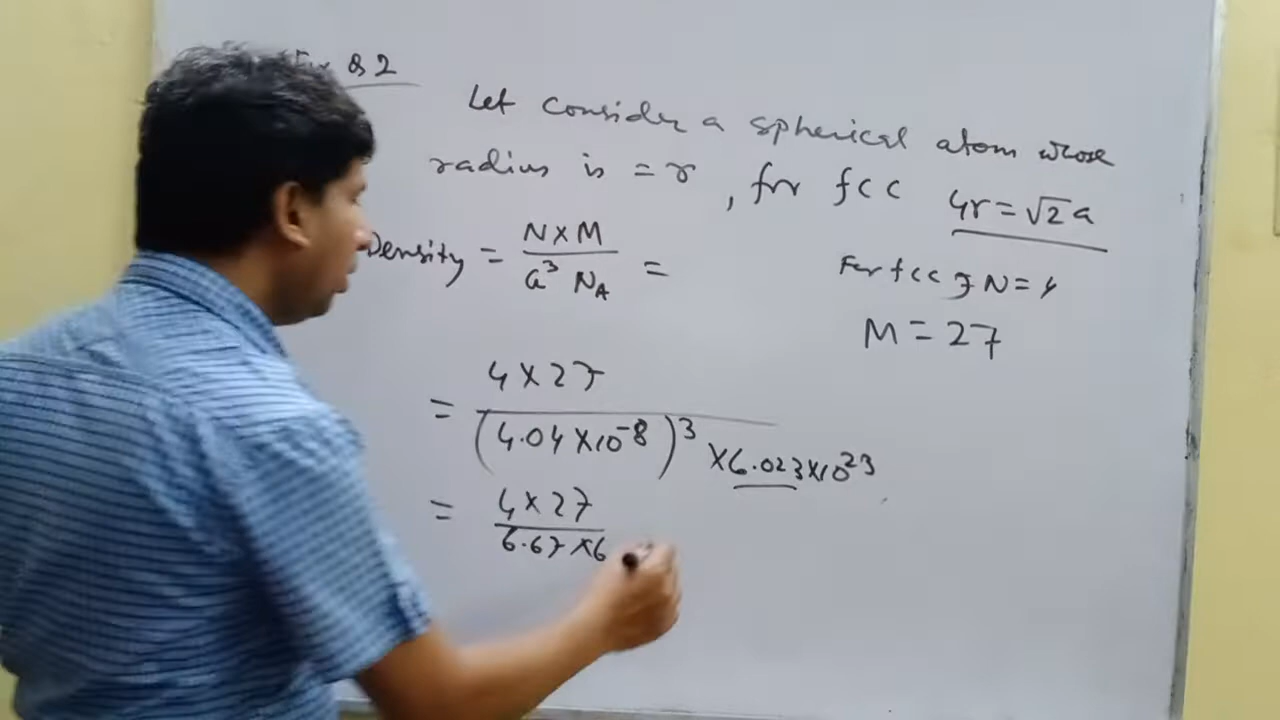 & 2
Let consider a spherical atom whose
radius is = r , for fcc 4r = √2a
Density = N×M / a³ N_A =
For fcc ⇒ N = 4
M = 27
= 4×27 / (4.04×10⁻⁸)³ ×6.023×10²³
= 4×27 / 6.67×6